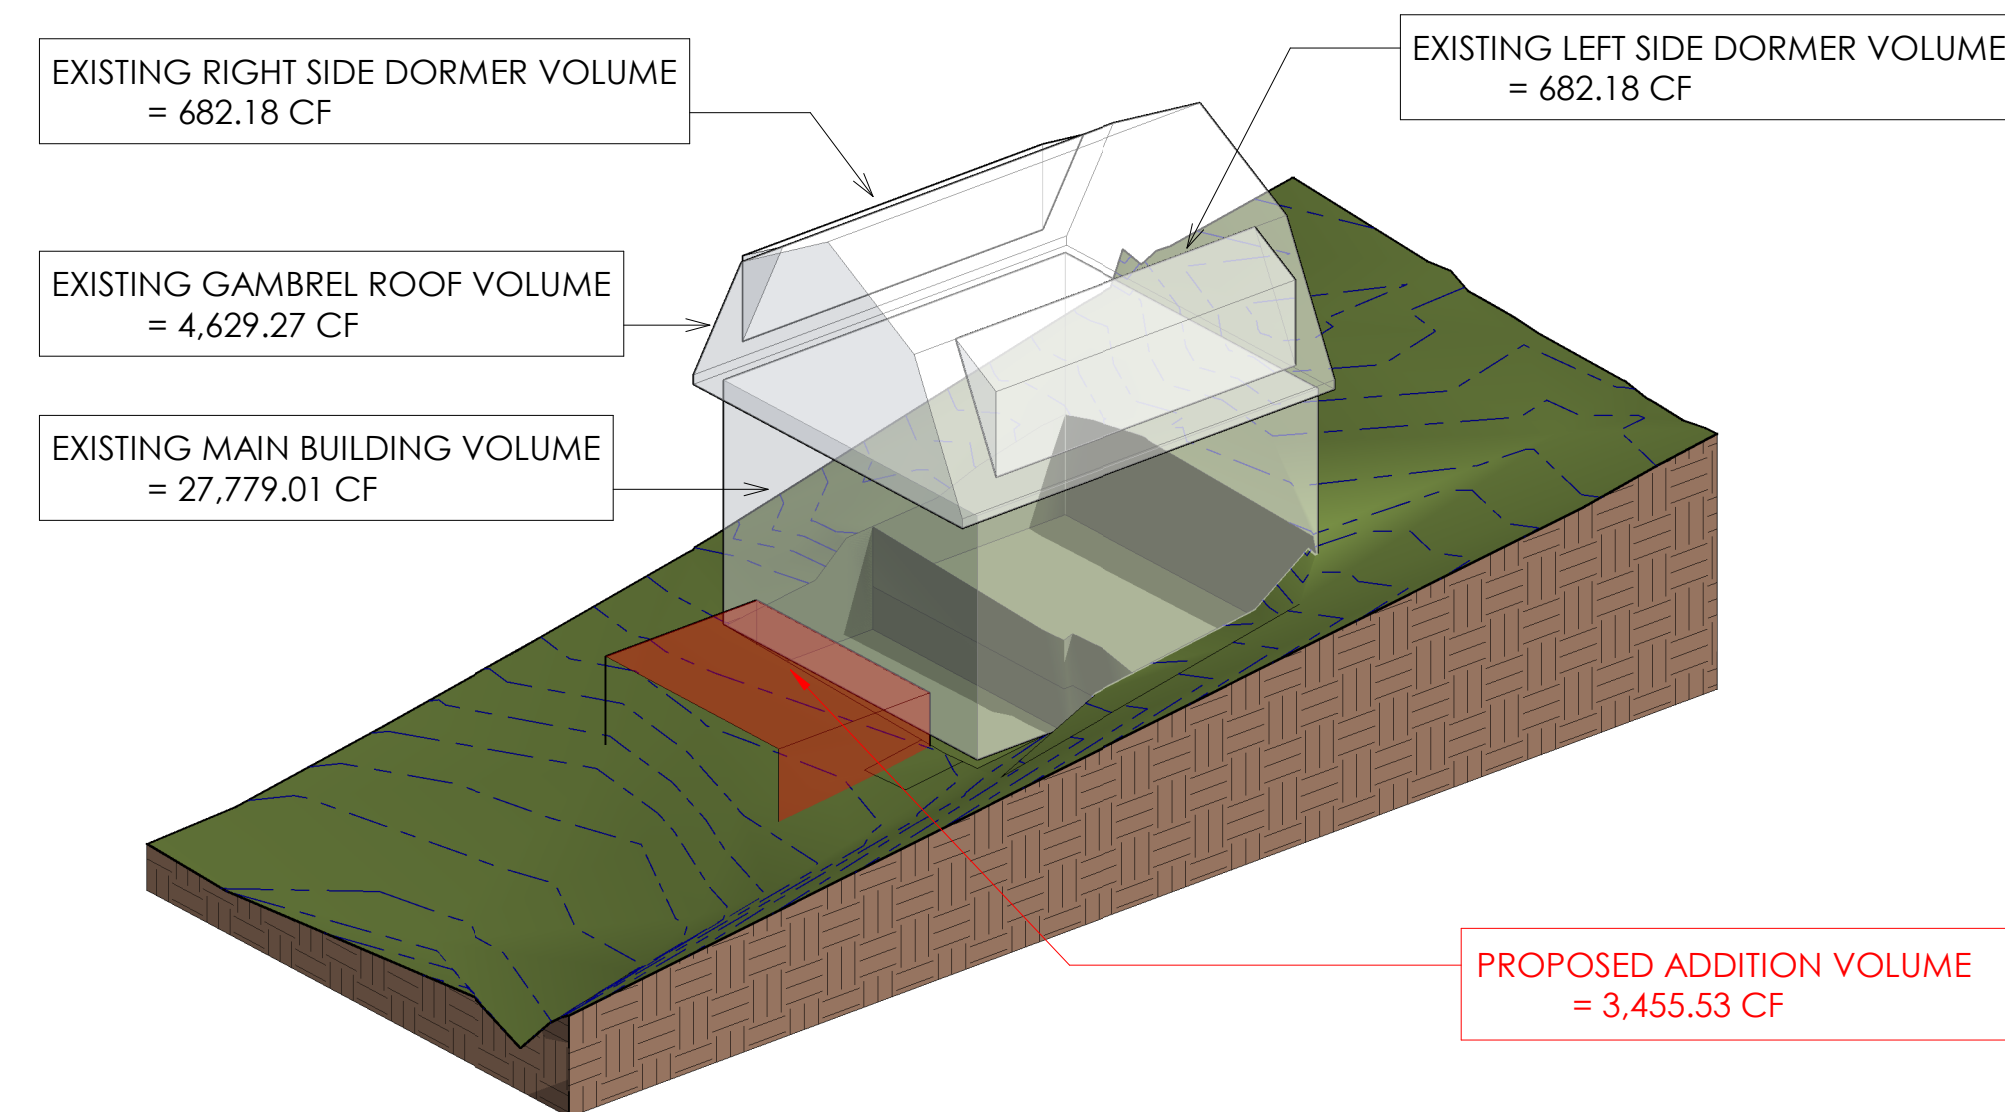 EXISTING RIGHT SIDE DORMER VOLUME
= 682.18 CF
EXISTING LEFT SIDE DORMER VOLUME
= 682.18 CF
EXISTING GAMBREL ROOF VOLUME
= 4,629.27 CF
EXISTING MAIN BUILDING VOLUME
= 27,779.01 CF
PROPOSED ADDITION VOLUME
= 3,455.53 CF